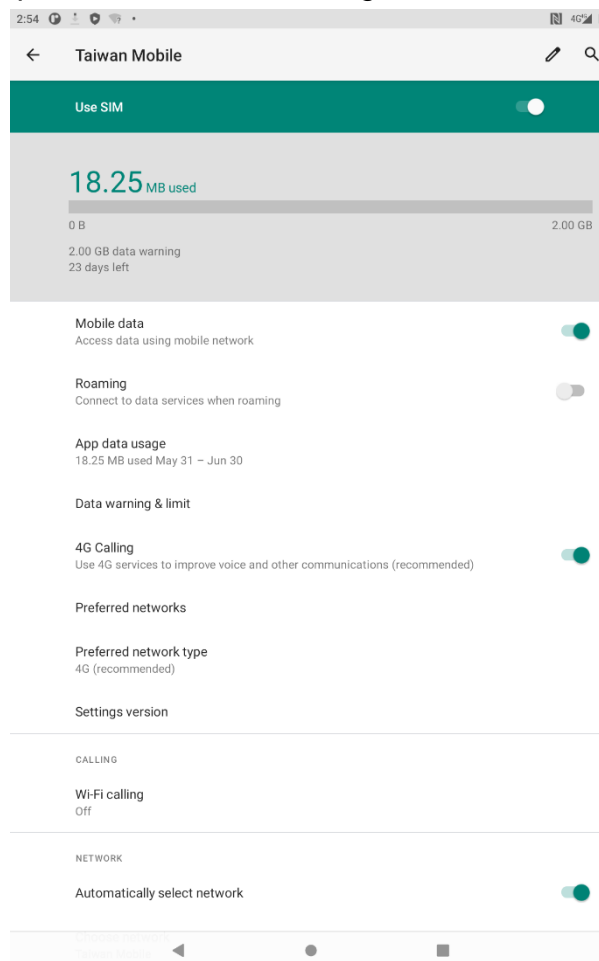 2:54
4G
Taiwan Mobile
Use SIM
18.25 MB used
0 B
2.00 GB
2.00 GB data warning
23 days left
Mobile data
Access data using mobile network
Roaming
Connect to data services when roaming
App data usage
18.25 MB used May 31 – Jun 30
Data warning & limit
4G Calling
Use 4G services to improve voice and other communications (recommended)
Preferred networks
Preferred network type
4G (recommended)
Settings version
CALLING
Wi-Fi calling
Off
NETWORK
Automatically select network
Choose network
Taiwan Mobile